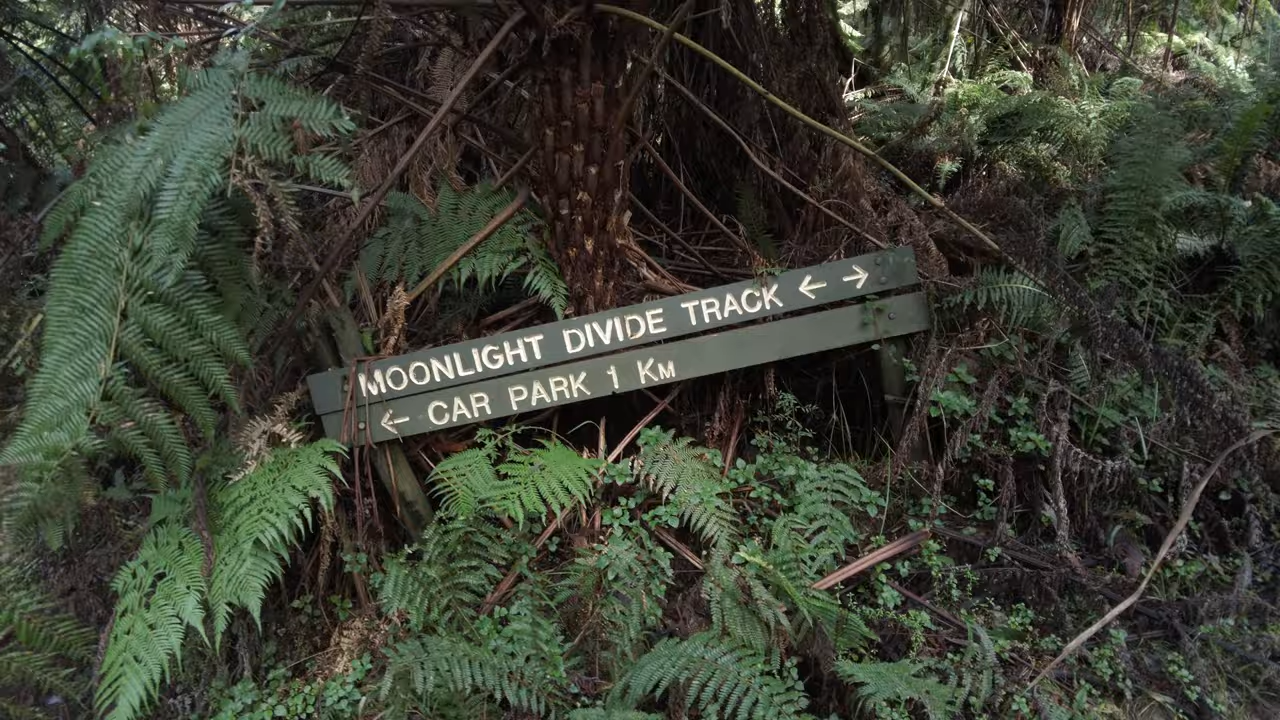 MOONLIGHT DIVIDE TRACK ← →
← CAR PARK 1 KM